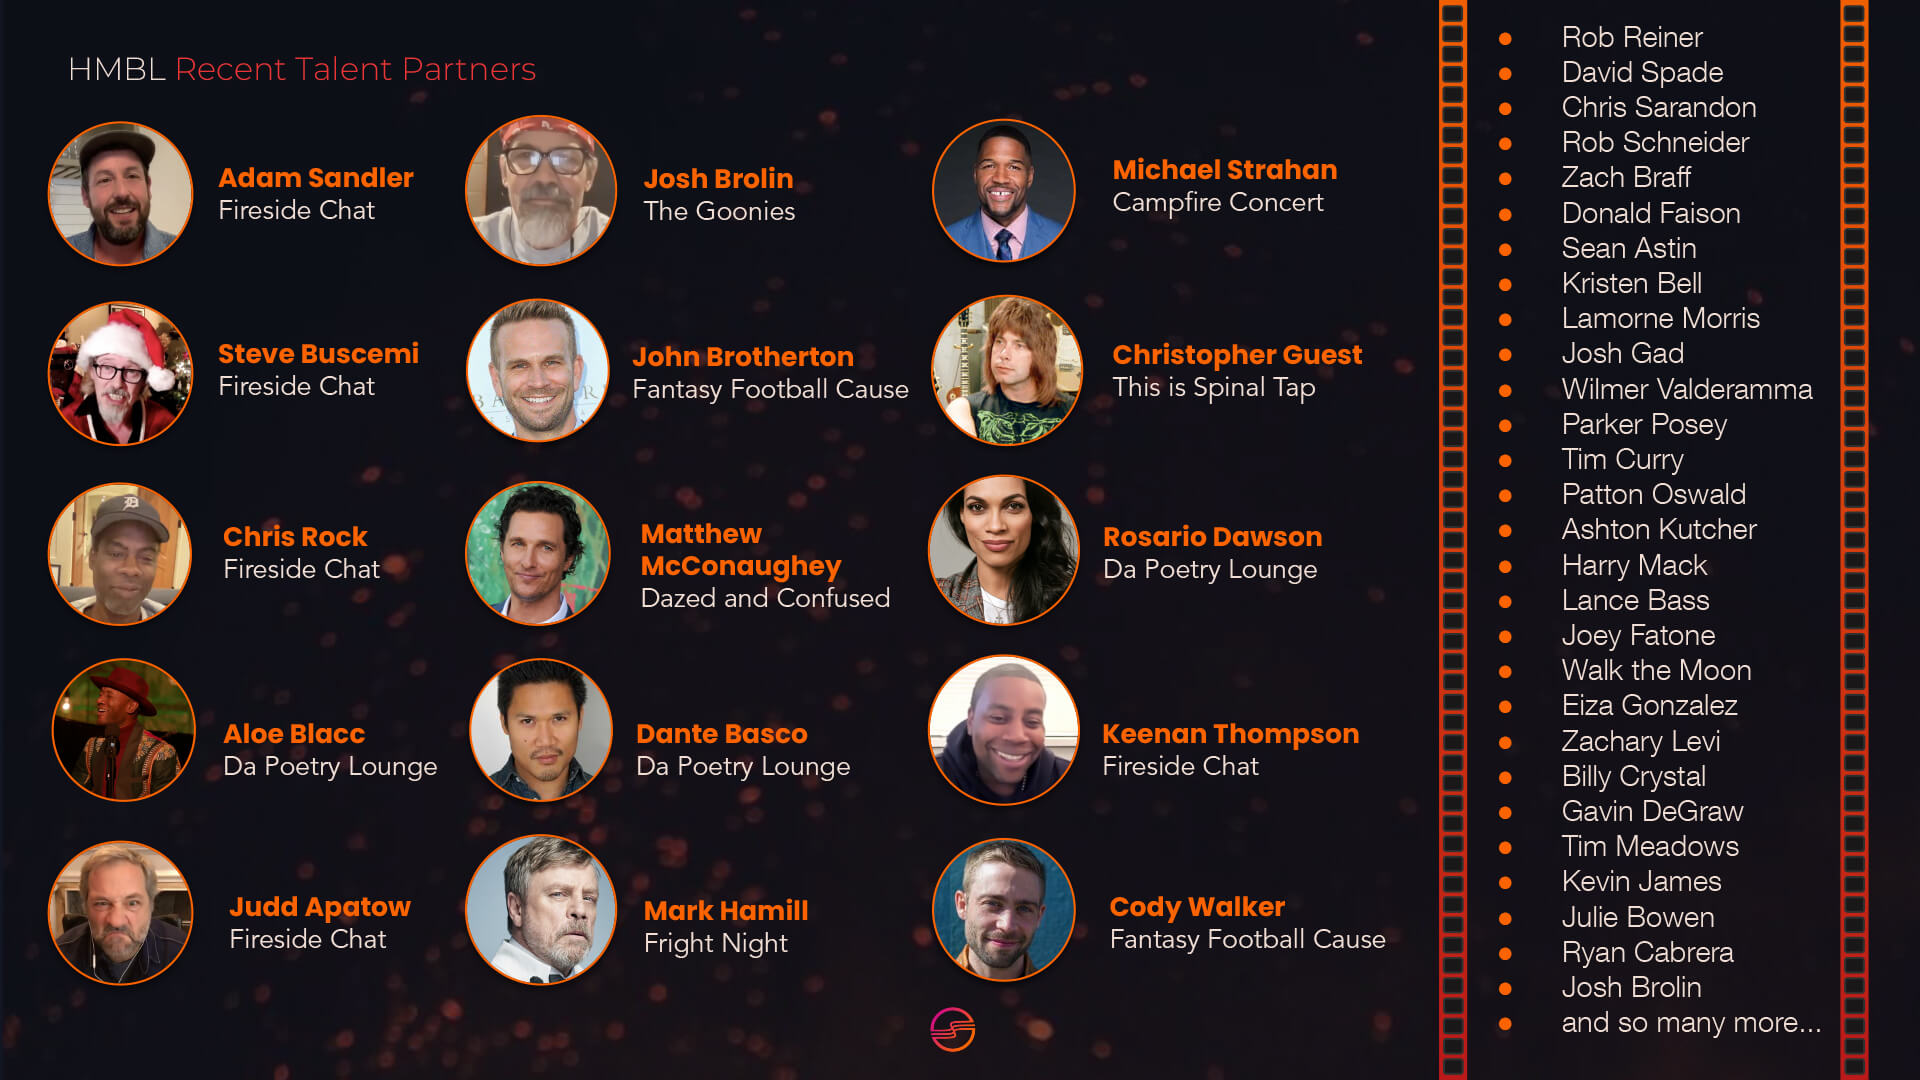 HMBL Recent Talent Partners
Adam Sandler
Fireside Chat
Josh Brolin
The Goonies
Michael Strahan
Campfire Concert
Steve Buscemi
Fireside Chat
John Brotherton
Fantasy Football Cause
Christopher Guest
This is Spinal Tap
Chris Rock
Fireside Chat
Matthew
McConaughey
Dazed and Confused
Rosario Dawson
Da Poetry Lounge
Aloe Blacc
Da Poetry Lounge
Dante Basco
Da Poetry Lounge
Keenan Thompson
Fireside Chat
Judd Apatow
Fireside Chat
Mark Hamill
Fright Night
Cody Walker
Fantasy Football Cause
Rob Reiner
David Spade
Chris Sarandon
Rob Schneider
Zach Braff
Donald Faison
Sean Astin
Kristen Bell
Lamorne Morris
Josh Gad
Wilmer Valderamma
Parker Posey
Tim Curry
Patton Oswald
Ashton Kutcher
Harry Mack
Lance Bass
Joey Fatone
Walk the Moon
Eiza Gonzalez
Zachary Levi
Billy Crystal
Gavin DeGraw
Tim Meadows
Kevin James
Julie Bowen
Ryan Cabrera
Josh Brolin
and so many more...